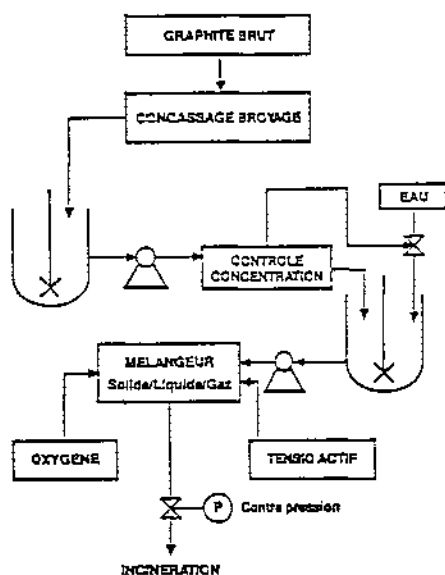 GRAPHITE BRUT
CONCASSAGE BROYAGE
EAU
CONTROLE
CONCENTRATION
MELANGEUR
Solide/Liquide/Gaz
OXYGENE
TENSIO ACTIF
P
Contre pression
INCINERATION